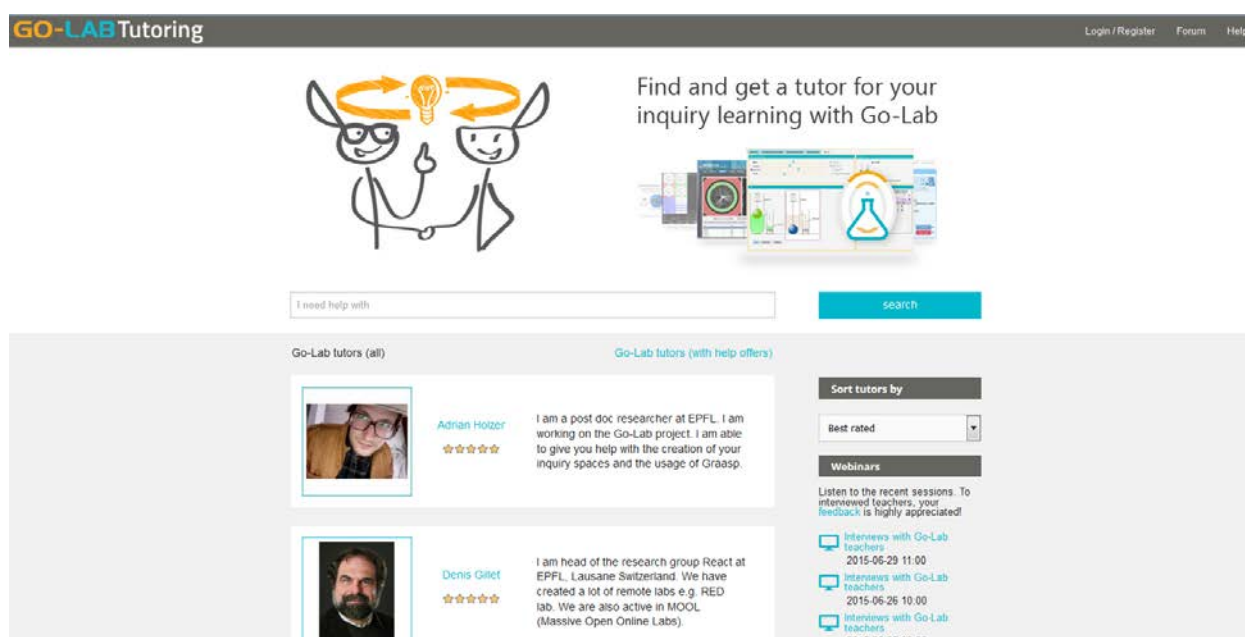 GO-LAB Tutoring
Login / Register Forum Help
Find and get a tutor for your
inquiry learning with Go-Lab
I need help with
search
Go-Lab tutors (all)
Go-Lab tutors (with help offers)
Adrian Holzer
I am a post doc researcher at EPFL. I am
working on the Go-Lab project. I am able
to give you help with the creation of your
inquiry spaces and the usage of Graasp.
Denis Gillet
I am head of the research group React at
EPFL, Lausane Switzerland. We have
created a lot of remote labs e.g. RED
lab. We are also active in MOOL
(Massive Open Online Labs).
Sort tutors by
Best rated
Webinars
Listen to the recent sessions. To
interviewed teachers, your
feedback is highly appreciated!
Interviews with Go-Lab
teachers
2015-06-29 11:00
Interviews with Go-Lab
teachers
2015-06-26 10:00
Interviews with Go-Lab
teachers